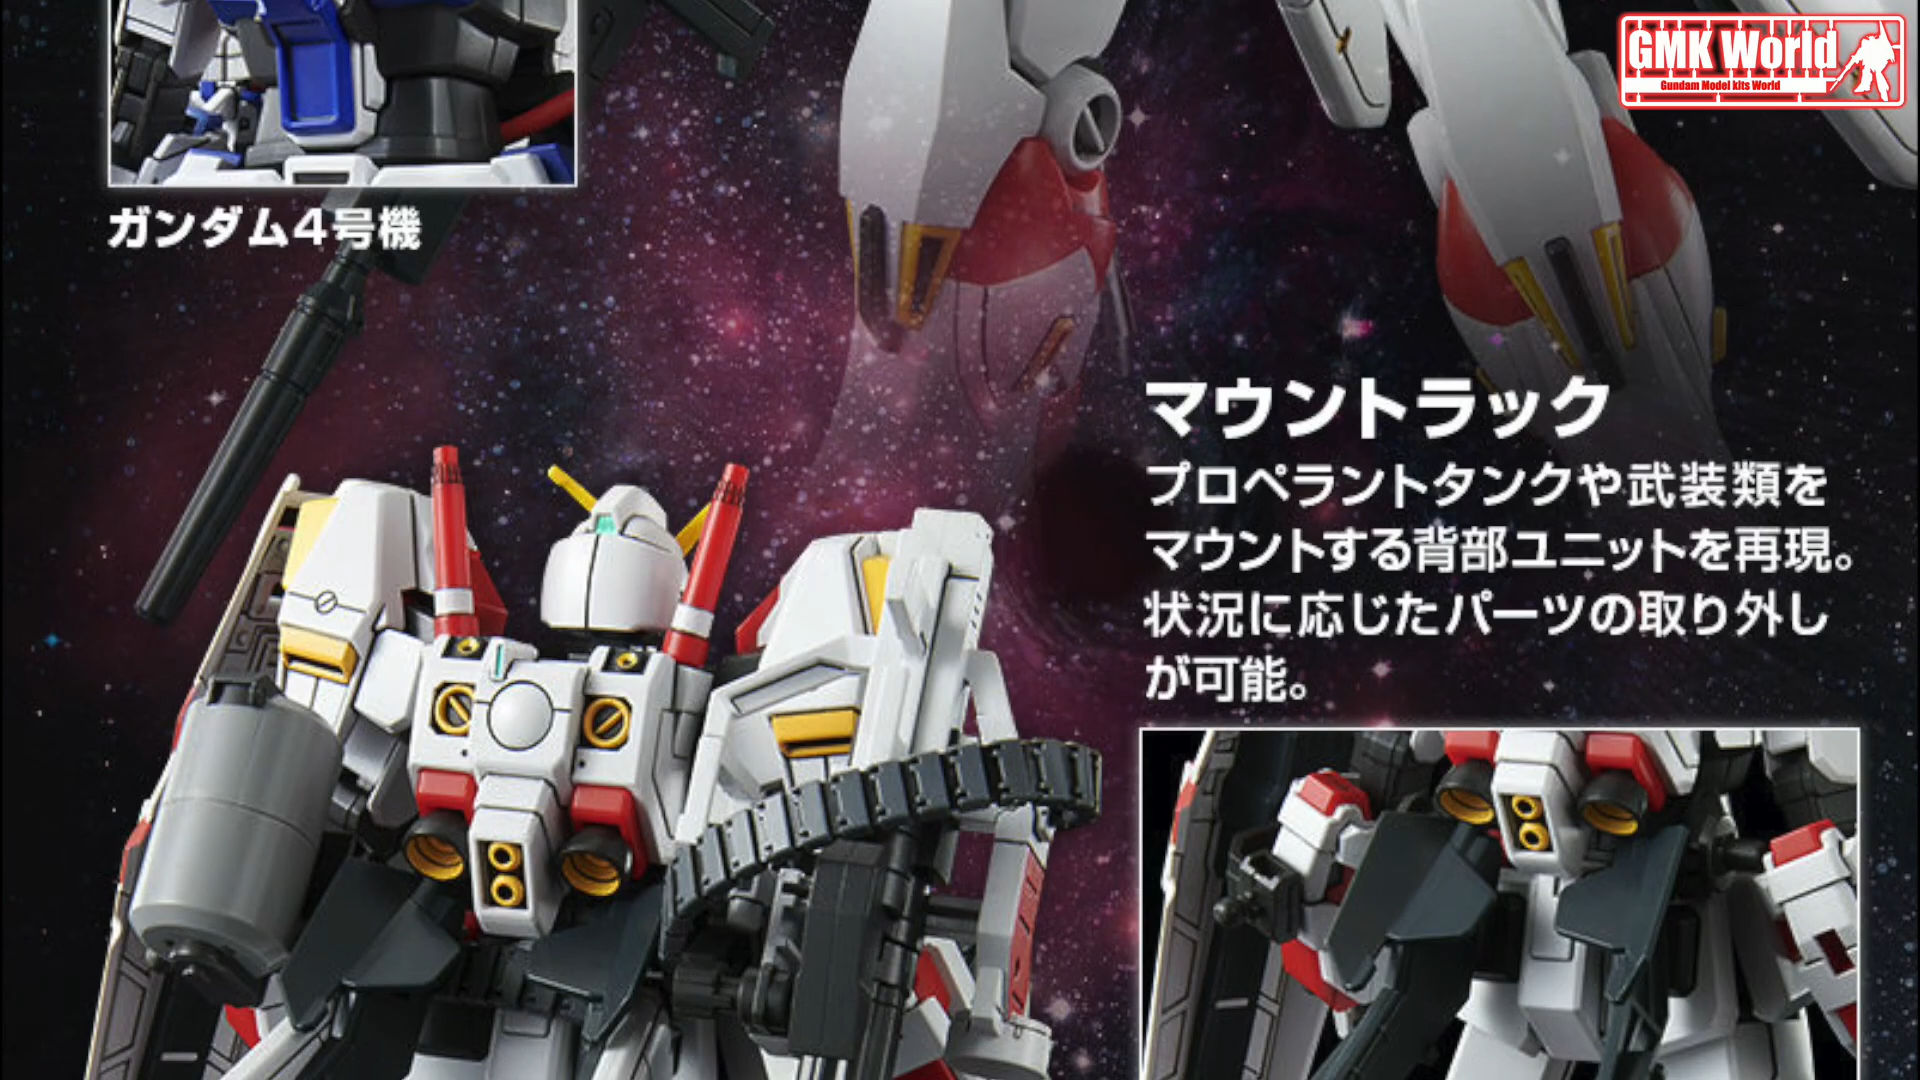 GMK World
Gundam Model kits World
ガンダム4号機
マウントラック
プロペラントタンクや武装類を
マウントする背部ユニットを再現。
状況に応じたパーツの取り外し
が可能。